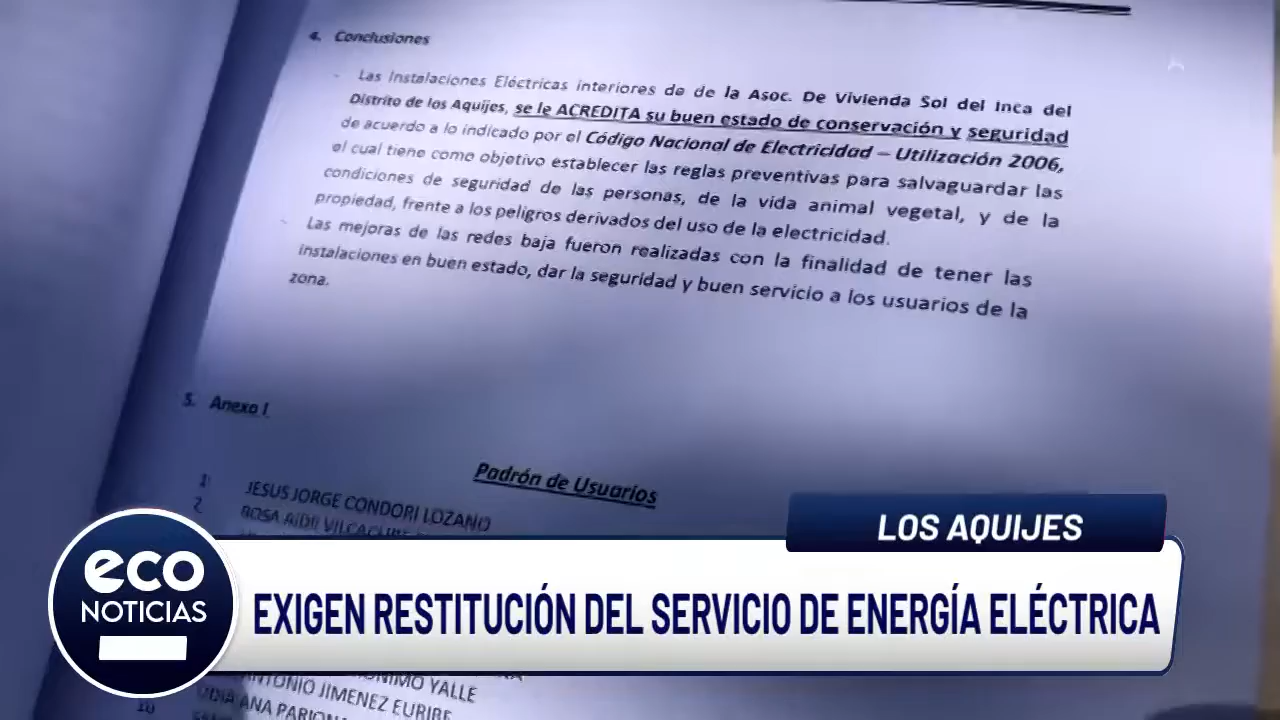 4. Conclusiones
- Las Instalaciones Eléctricas interiores de de la Asoc. De Vivienda Sol del Inca del
Distrito de los Aquijes, se le ACREDITA su buen estado de conservación y seguridad
de acuerdo a lo indicado por el Código Nacional de Electricidad – Utilización 2006,
el cual tiene como objetivo establecer las reglas preventivas para salvaguardar las
condiciones de seguridad de las personas, de la vida animal vegetal, y de la
propiedad, frente a los peligros derivados del uso de la electricidad.
- Las mejoras de las redes baja fueron realizadas con la finalidad de tener las
instalaciones en buen estado, dar la seguridad y buen servicio a los usuarios de la
zona.
5. Anexo I.
Padrón de Usuarios
1 JESUS JORGE CONDORI LOZANO
2 ROSA
LOS AQUIJES
eco
NOTICIAS
EXIGEN RESTITUCIÓN DEL SERVICIO DE ENERGÍA ELÉCTRICA
YALLE
ANTONIO JIMENEZ EURIBE
10 ANA